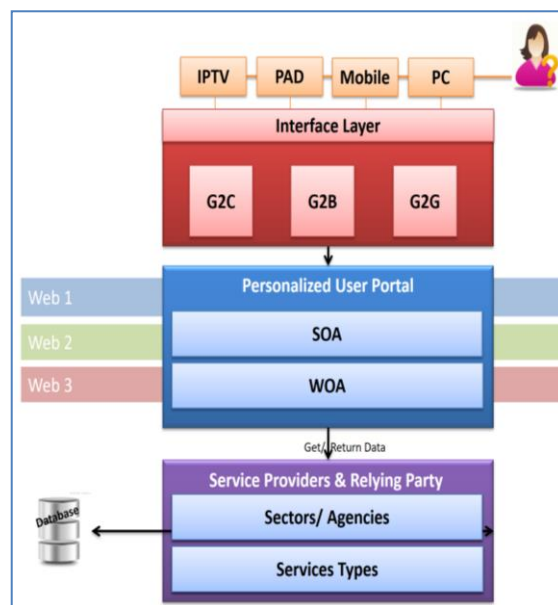 IPTV
PAD
Mobile
PC
Interface Layer
G2C
G2B
G2G
Personalized User Portal
Web 1
SOA
Web 2
WOA
Web 3
Get/ Return Data
Service Providers & Relying Party
Sectors/ Agencies
Database
Services Types